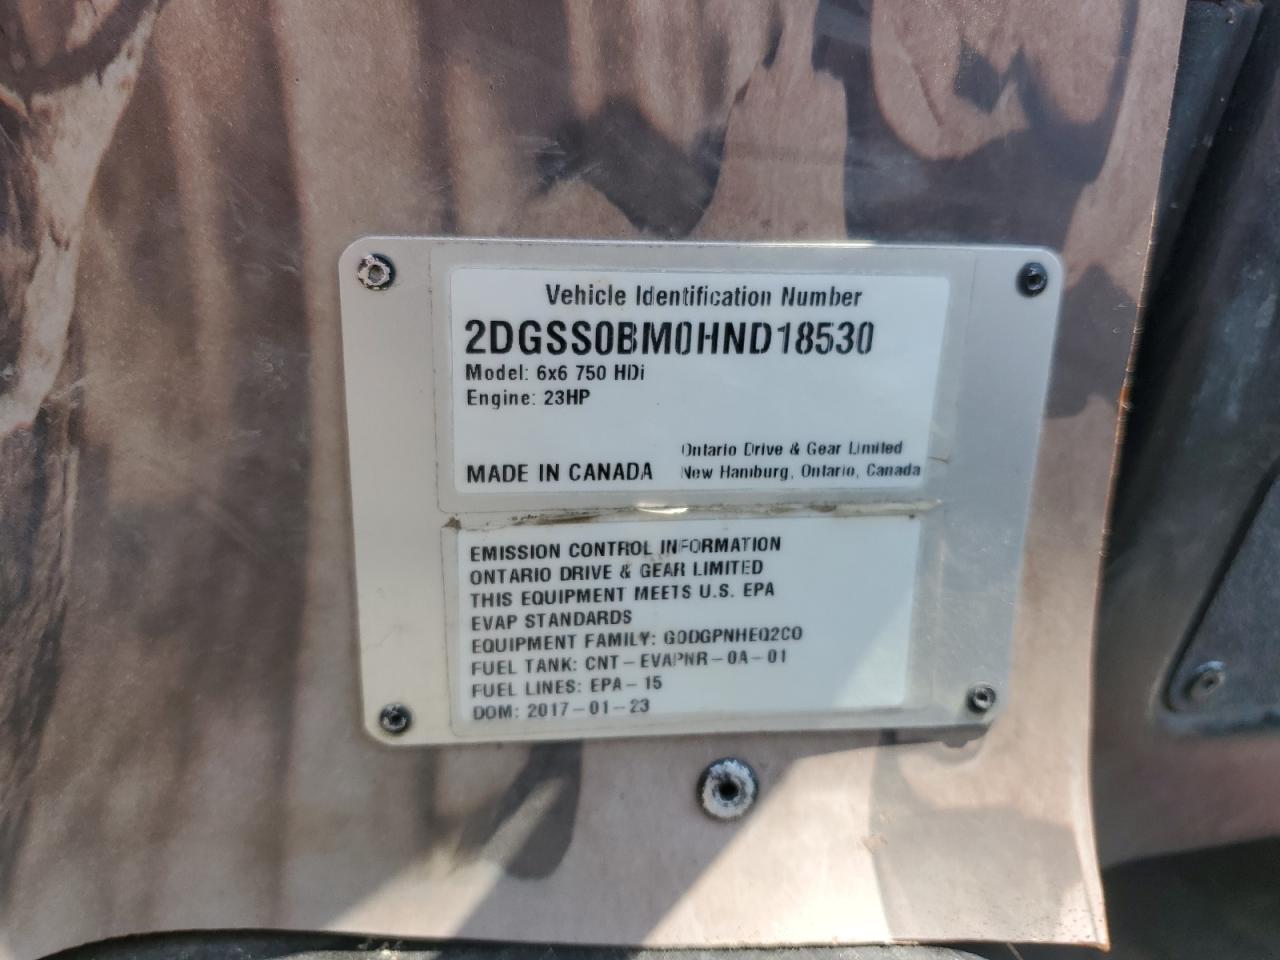 Vehicle Identification Number
2DGSS0BM0HND18530
Model: 6x6 750 HDi
Engine: 23HP
Ontario Drive & Gear Limited
MADE IN CANADA New Hamburg, Ontario, Canada
EMISSION CONTROL INFORMATION
ONTARIO DRIVE & GEAR LIMITED
THIS EQUIPMENT MEETS U.S. EPA
EVAP STANDARDS
EQUIPMENT FAMILY: G0DGPNHEQ2C0
FUEL TANK: CNT-EVAPNR-0A-01
FUEL LINES: EPA-15
DOM: 2017-01-23